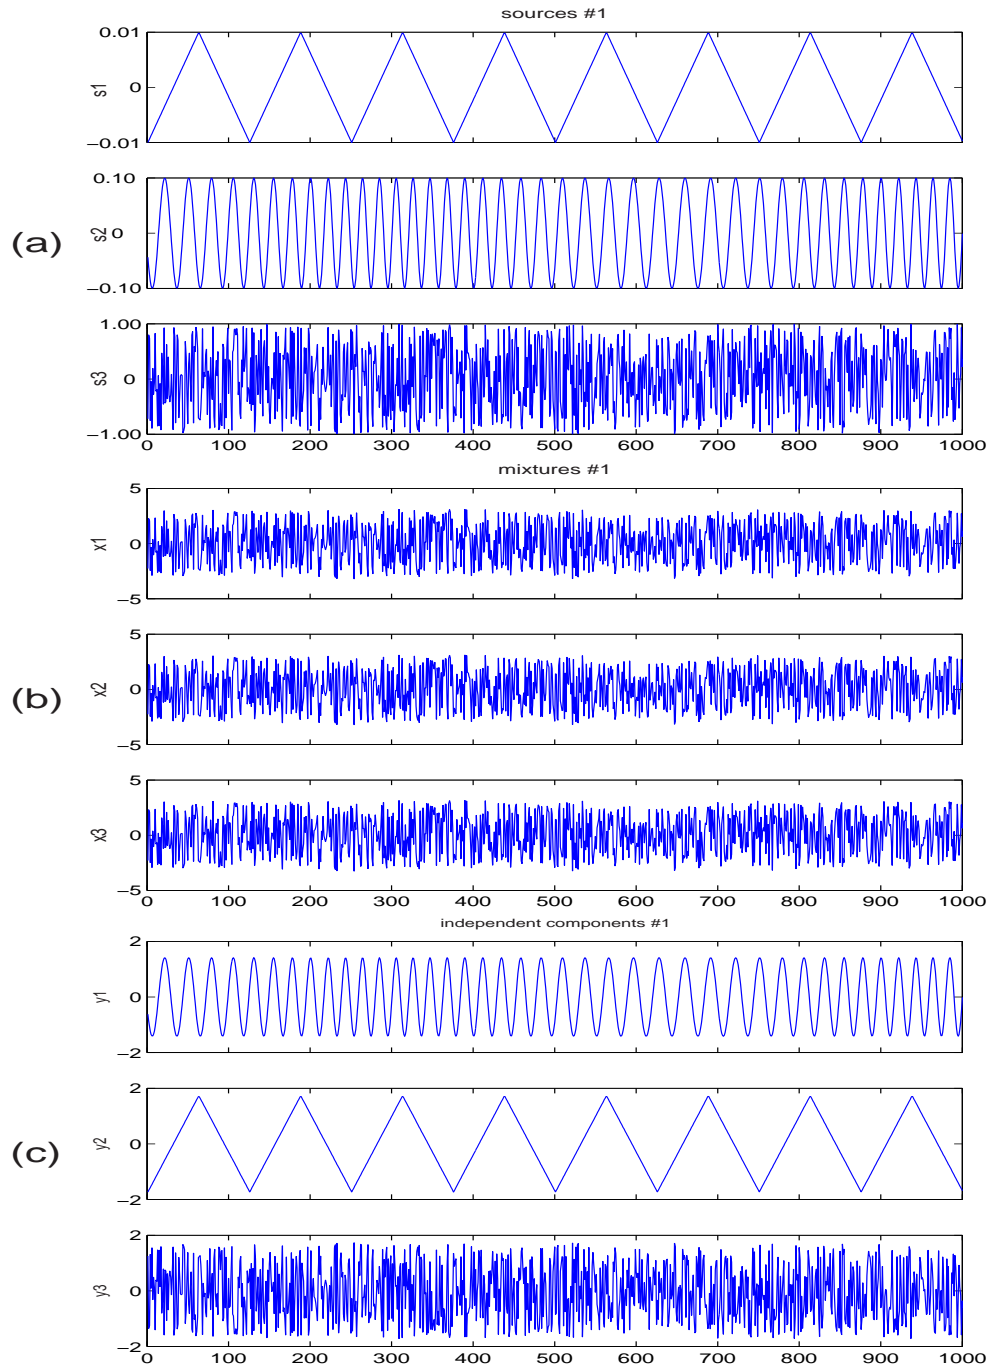 sources #1
0.01
s1
0
−0.01
(a)
0.10
s2
0
−0.10
1.00
s3
0
−1.00
0 100 200 300 400 500 600 700 800 900 1000
mixtures #1
5
x1
0
−5
(b)
5
x2
0
−5
5
x3
0
−5
0 100 200 300 400 500 600 700 800 900 1000
independent components #1
2
y1
0
−2
(c)
2
y2
0
−2
2
y3
0
−2
0 100 200 300 400 500 600 700 800 900 1000